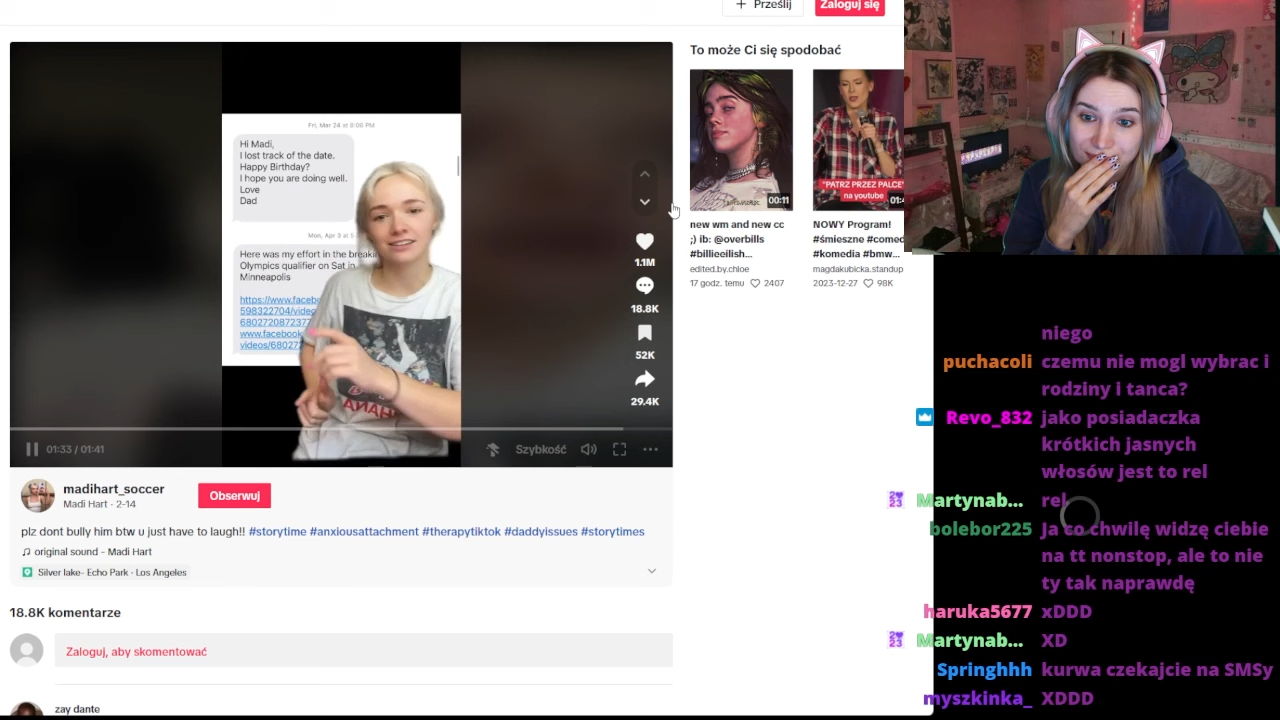 Prześlij
Zaloguj się
Fri, Mar 24 at 8:06 PM
Hi Madi,
I lost track of the date.
Happy Birthday?
I hope you are doing well.
Love
Dad
Mon, Apr 3 at
Here was my effort in the
Olympics qualifier on Sat in
Minneapolis
598322704/video
videos/68027
1.1M
18.8K
52K
29.4K
01:33 / 01:41
Szybkość
madihart_soccer
Madi Hart · 2-14
Obserwuj
plz dont bully him btw u just have to laugh!! #storytime #anxiousattachment #therapytiktok #daddyissues #storytimes
original sound - Madi Hart
Silver lake- Echo Park - Los Angeles
18.8K komentarze
Zaloguj, aby skomentować
zay dante
To może Ci się spodobać
00:11
new wm and new cc
;) ib: @overbills
#billieeilish...
edited.by.chloe
17 godz. temu 2407
"PATRZ PRZEZ PALCE"
na youtube
NOWY Program!
#śmieszne #comed
#komedia #bmw...
magdakubicka.standup
2023-12-27 98K
niego
puchacoli czemu nie mogl wybrac i
rodziny i tanca?
Revo_832 jako posiadaczka
krótkich jasnych
włosów jest to rel
Martynab... rel
bolebor225 Ja co chwilę widzę ciebie
na tt nonstop, ale to nie
ty tak naprawdę
haruka5677 xDDD
Martynab... XD
Springhhh kurwa czekajcie na SMSy
myszkinka_ XDDD